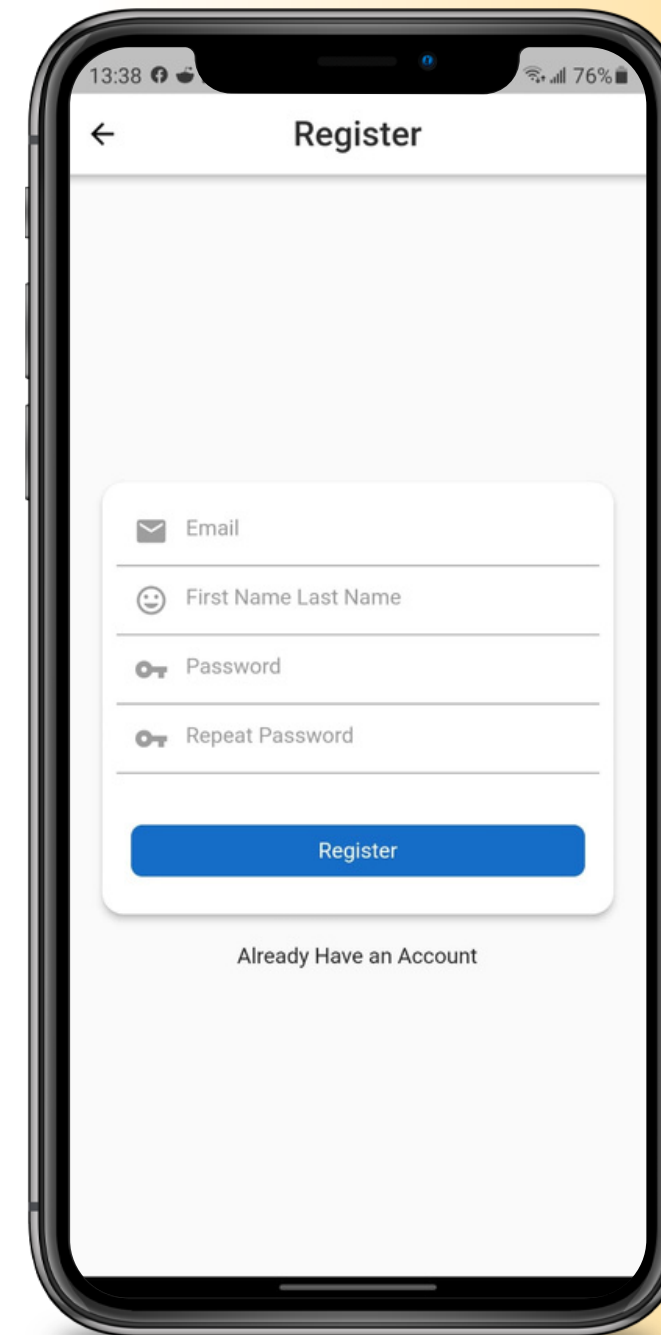 13:38 76%
Register
Email
First Name Last Name
Password
Repeat Password
Register
Already Have an Account